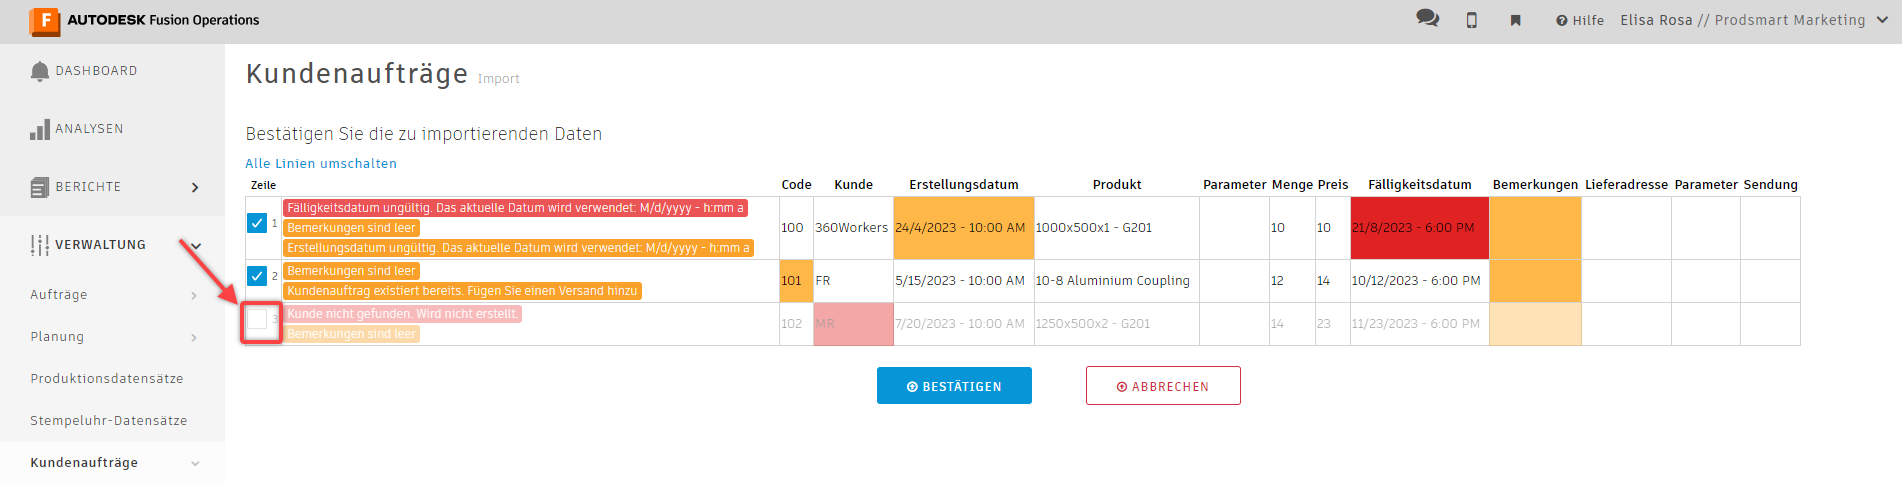 AUTODESK Fusion Operations
Hilfe Elisa Rosa // Prodsmart Marketing
DASHBOARD
ANALYSEN
BERICHTE
VERWALTUNG
Aufträge
Planung
Produktionsdatensätze
Stempeluhr-Datensätze
Kundenaufträge
Kundenaufträge Import
Bestätigen Sie die zu importierenden Daten
Alle Linien umschalten
Zeile Code Kunde Erstellungsdatum Produkt Parameter Menge Preis Fälligkeitsdatum Bemerkungen Lieferadresse Parameter Sendung
Fälligkeitsdatum ungültig. Das aktuelle Datum wird verwendet: M/d/yyyy - h:mm a
1 Bemerkungen sind leer 100 360Workers 24/4/2023 - 10:00 AM 1000x500x1 - G201 10 10 21/8/2023 - 6:00 PM
Erstellungsdatum ungültig. Das aktuelle Datum wird verwendet: M/d/yyyy - h:mm a
Bemerkungen sind leer
2 101 FR 5/15/2023 - 10:00 AM 10-8 Aluminium Coupling 12 14 10/12/2023 - 6:00 PM
Kundenauftrag existiert bereits. Fügen Sie einen Versand hinzu
Kunde nicht gefunden. Wird nicht erstellt.
3 102 MR 7/20/2023 - 10:00 AM 1250x500x2 - G201 14 23 11/23/2023 - 6:00 PM
Bemerkungen sind leer
BESTÄTIGEN ABBRECHEN